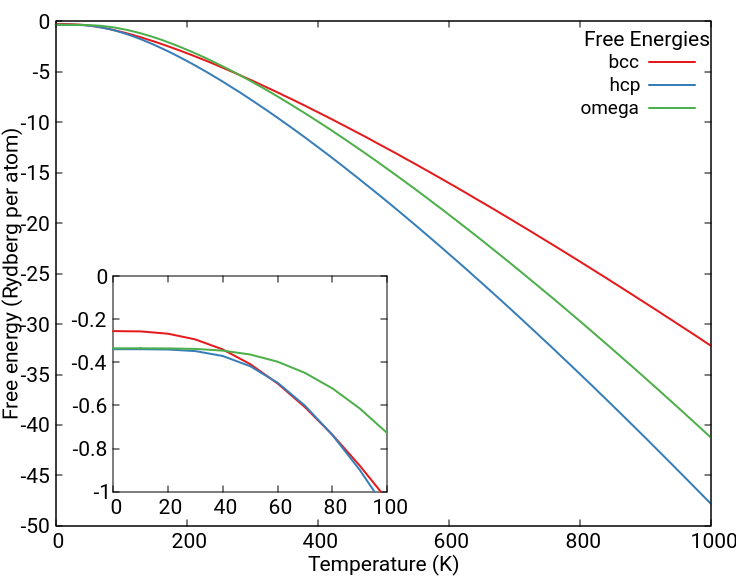 Free Energies
bcc
hcp
omega
0
-5
-10
-15
-20
-25
-30
-35
-40
-45
-50
Free energy (Rydberg per atom)
0
-0.2
-0.4
-0.6
-0.8
-1
0 20 40 60 80 100
0 200 400 600 800 1000
Temperature (K)